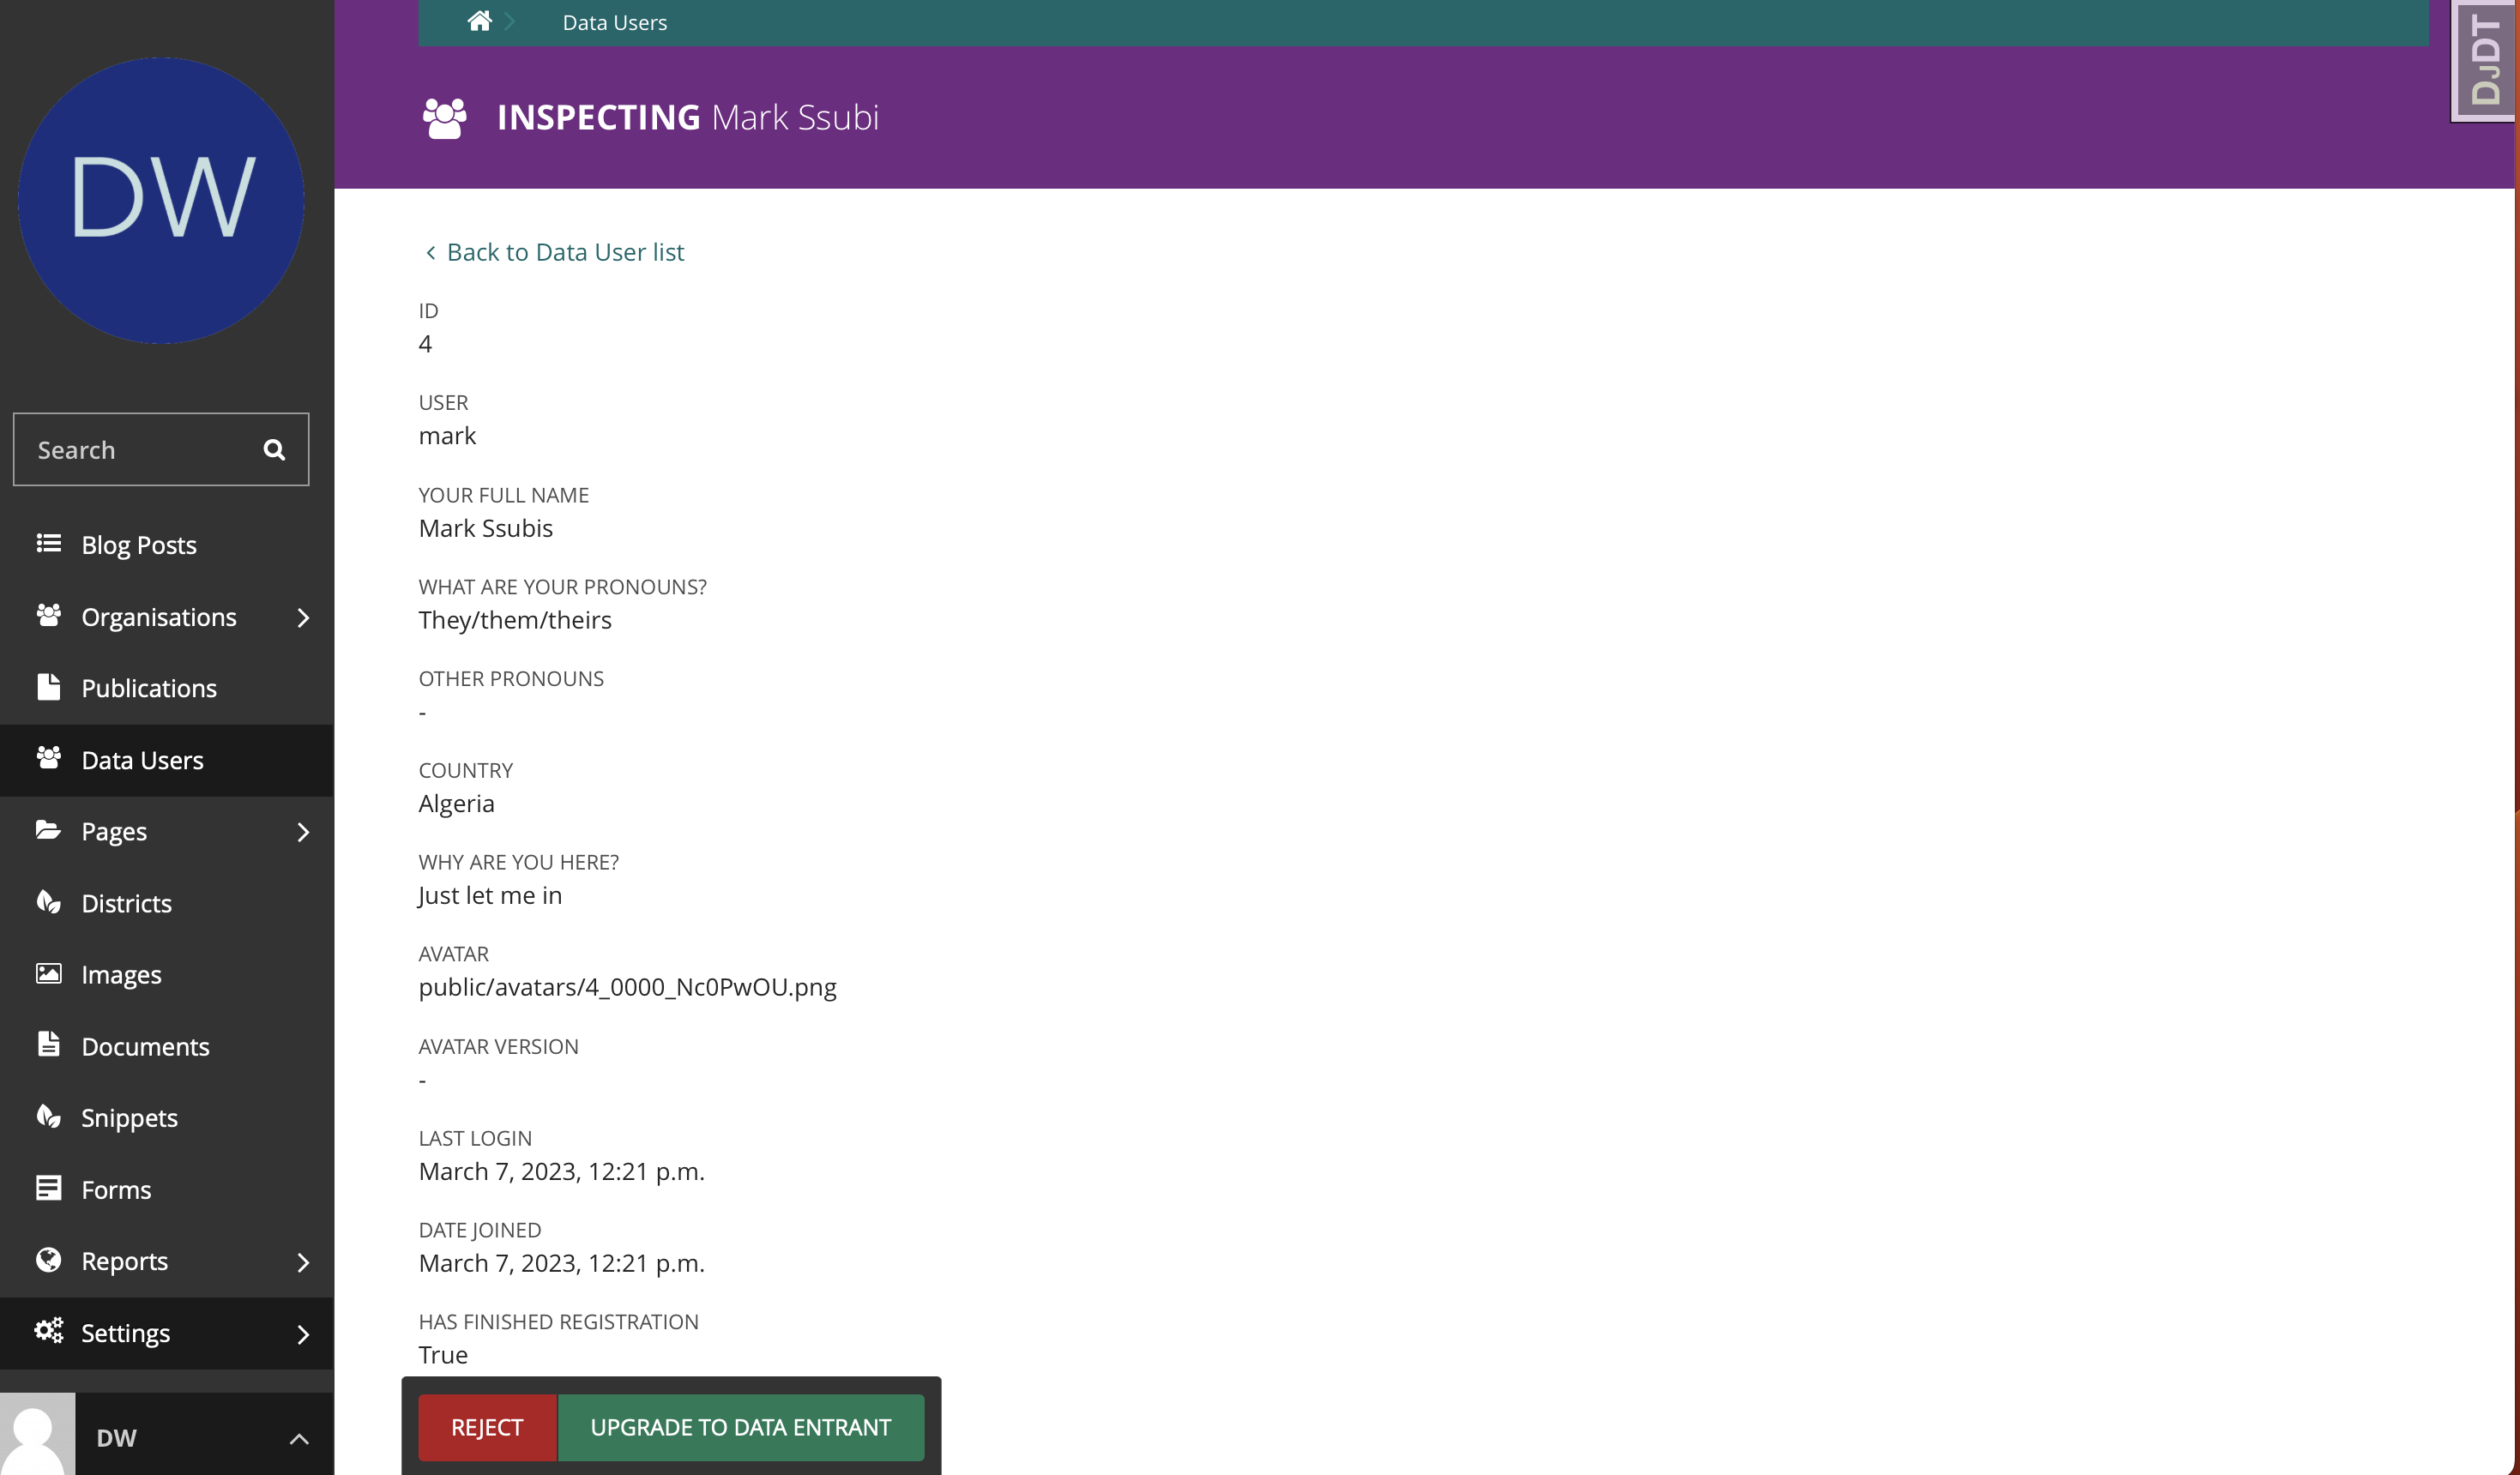 DW
Search
Blog Posts
Organisations
Publications
Data Users
Pages
Districts
Images
Documents
Snippets
Forms
Reports
Settings
DW
Data Users
DJDT
INSPECTING Mark Ssubi
Back to Data User list
ID
4
USER
mark
YOUR FULL NAME
Mark Ssubis
WHAT ARE YOUR PRONOUNS?
They/them/theirs
OTHER PRONOUNS
-
COUNTRY
Algeria
WHY ARE YOU HERE?
Just let me in
AVATAR
public/avatars/4_0000_Nc0PwOU.png
AVATAR VERSION
-
LAST LOGIN
March 7, 2023, 12:21 p.m.
DATE JOINED
March 7, 2023, 12:21 p.m.
HAS FINISHED REGISTRATION
True
REJECT
UPGRADE TO DATA ENTRANT